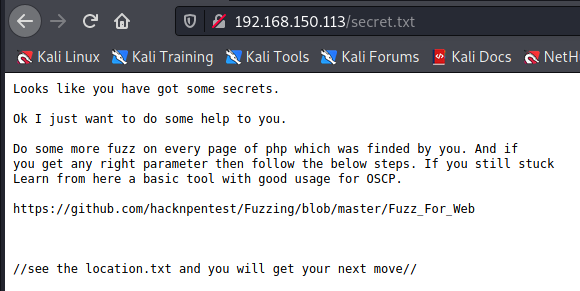 192.168.150.113/secret.txt
Kali Linux Kali Training Kali Tools Kali Forums Kali Docs NetH
Looks like you have got some secrets.
Ok I just want to do some help to you.
Do some more fuzz on every page of php which was finded by you. And if
you get any right parameter then follow the below steps. If you still stuck
Learn from here a basic tool with good usage for OSCP.
https://github.com/hacknpentest/Fuzzing/blob/master/Fuzz_For_Web
//see the location.txt and you will get your next move//